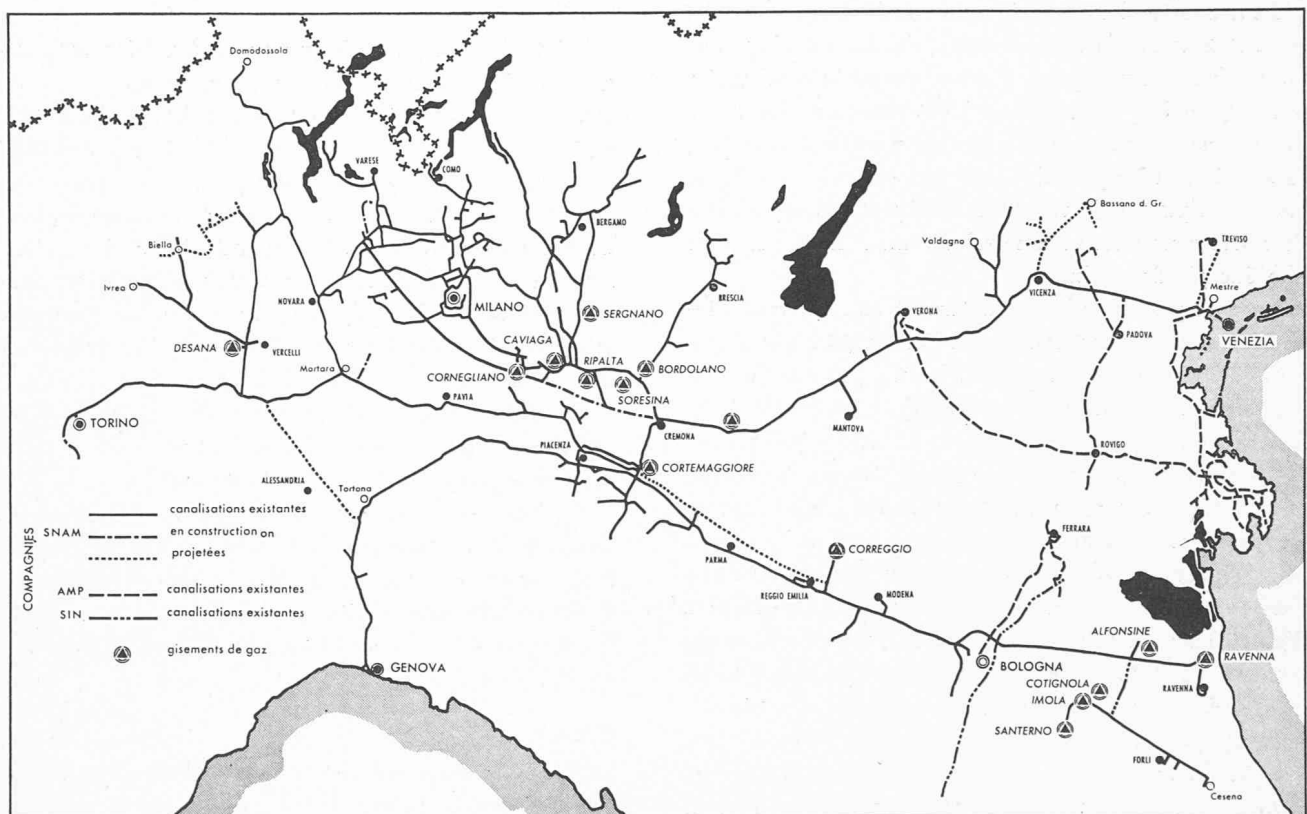 Domodossola
VARESE
COMO
BERGAMO
Biella
Ivrea
NOVARA
MILANO
SERGNANO
BRESCIA
Valdagno
Bassano d. Gr.
TREVISO
VICENZA
Mestre
VERONA
PADOVA
VENEZIA
DESANA
VERCELLI
CAVIAGA
RIPALTA
BORDOLANO
Mortara
CORNEGLIANO
SORESINA
PAVIA
TORINO
CREMONA
MANTOVA
ROVIGO
PIACENZA
CORTEMAGGIORE
ALESSANDRIA
Tortona
COMPAGNJES
SNAM
canalisations existantes
en construction on
projetées
AMP
canalisations existantes
SIN
canalisations existantes
gisements de gaz
FERRARA
PARMA
CORREGGIO
REGGIO EMILIA
MODENA
ALFONSINE
GENOVA
BOLOGNA
RAVENNA
COTIGNOLA
RAVENNA
IMOLA
SANTERNO
FORLI
Cesena